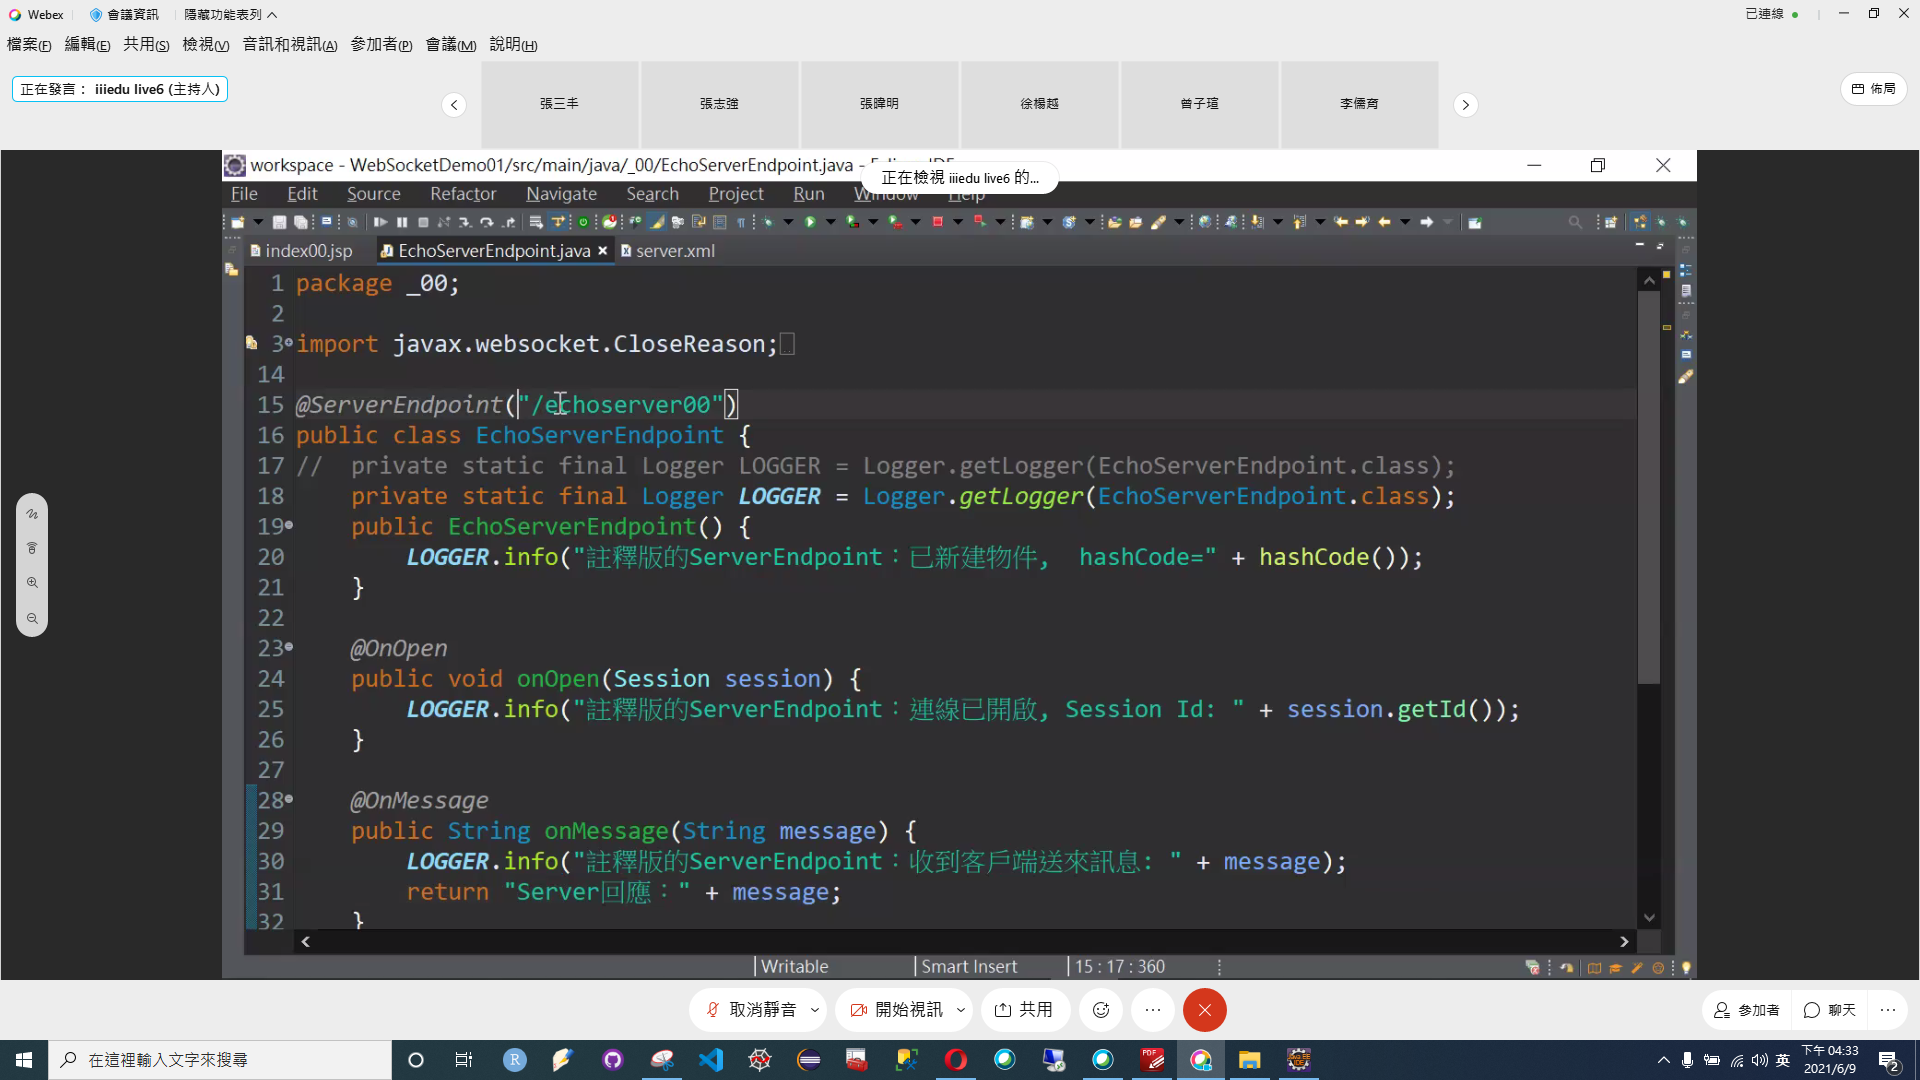 Webex
會議資訊
隱藏功能表列
已連線
檔案(F) 編輯(E) 共用(S) 檢視(V) 音訊和視訊(A) 參加者(P) 會議(M) 說明(H)
正在發言： iiiedu live6 (主持人)
張三丰
張志強
張暐明
徐楊越
曾子瑄
李儒育
佈局
workspace - WebSocketDemo01/src/main/java/_00/EchoServerEndpoint.java -
正在檢視 iiiedu live6 的...
File Edit Source Refactor Navigate Search Project Run Window Help
index00.jsp
EchoServerEndpoint.java
server.xml
1 package _00;
2
3 import javax.websocket.CloseReason;
14
15 @ServerEndpoint("/echoserver00")
16 public class EchoServerEndpoint {
17 // private static final Logger LOGGER = Logger.getLogger(EchoServerEndpoint.class);
18 private static final Logger LOGGER = Logger.getLogger(EchoServerEndpoint.class);
19 public EchoServerEndpoint() {
20 LOGGER.info("註釋版的ServerEndpoint：已新建物件, hashCode=" + hashCode());
21 }
22
23 @OnOpen
24 public void onOpen(Session session) {
25 LOGGER.info("註釋版的ServerEndpoint：連線已開啟, Session Id: " + session.getId());
26 }
27
28 @OnMessage
29 public String onMessage(String message) {
30 LOGGER.info("註釋版的ServerEndpoint：收到客戶端送來訊息: " + message);
31 return "Server回應：" + message;
32 }
Writable
Smart Insert
15 : 17 : 360
取消靜音
開始視訊
共用
參加者
聊天
在這裡輸入文字來搜尋
英
下午 04:33
2021/6/9
2